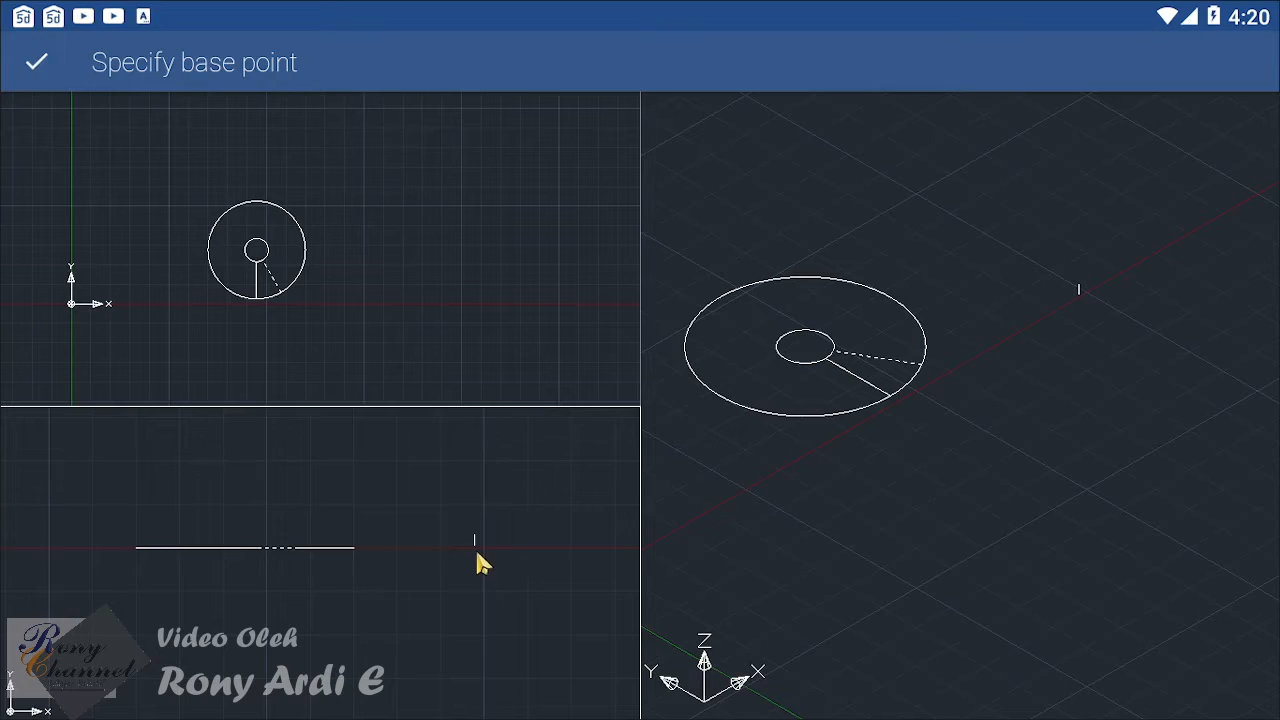 4:20
Specify base point
Y
X
Z
Y
X
Rony
Channel
Video Oleh
Rony Ardi E
Y
X